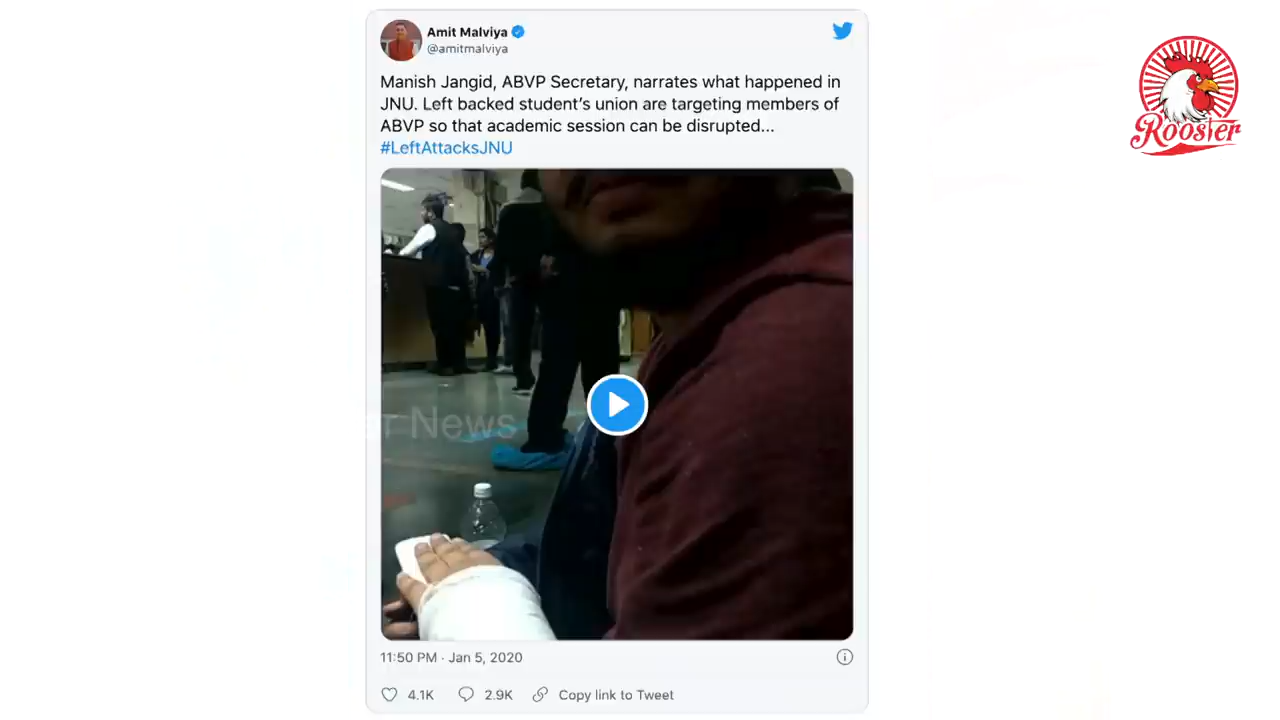 Amit Malviya
@amitmalviya
Manish Jangid, ABVP Secretary, narrates what happened in
JNU. Left backed student's union are targeting members of
ABVP so that academic session can be disrupted...
#LeftAttacksJNU
Rooster
News
11:50 PM · Jan 5, 2020
4.1K 2.9K Copy link to Tweet